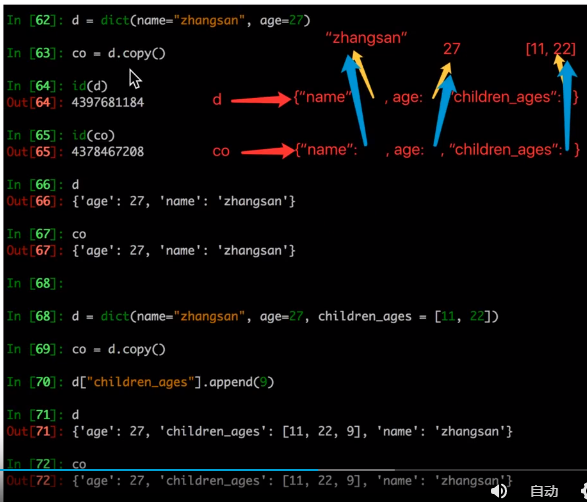 In [62]: d = dict(name="zhangsan", age=27)
"zhangsan"
27
[11, 22]
In [63]: co = d.copy()
In [64]: id(d)
Out[64]: 4397681184
d
{"name" , age: "children_ages": }
In [65]: id(co)
Out[65]: 4378467208
co
{"name": , age: , "children_ages": }
In [66]: d
Out[66]: {'age': 27, 'name': 'zhangsan'}
In [67]: co
Out[67]: {'age': 27, 'name': 'zhangsan'}
In [68]:
In [68]: d = dict(name="zhangsan", age=27, children_ages = [11, 22])
In [69]: co = d.copy()
In [70]: d["children_ages"].append(9)
In [71]: d
Out[71]: {'age': 27, 'children_ages': [11, 22, 9], 'name': 'zhangsan'}
In [72]: co
Out[72]: {'age': 27, 'children_ages': [11, 22, 9], 'name': 'zhangsan'}
自动